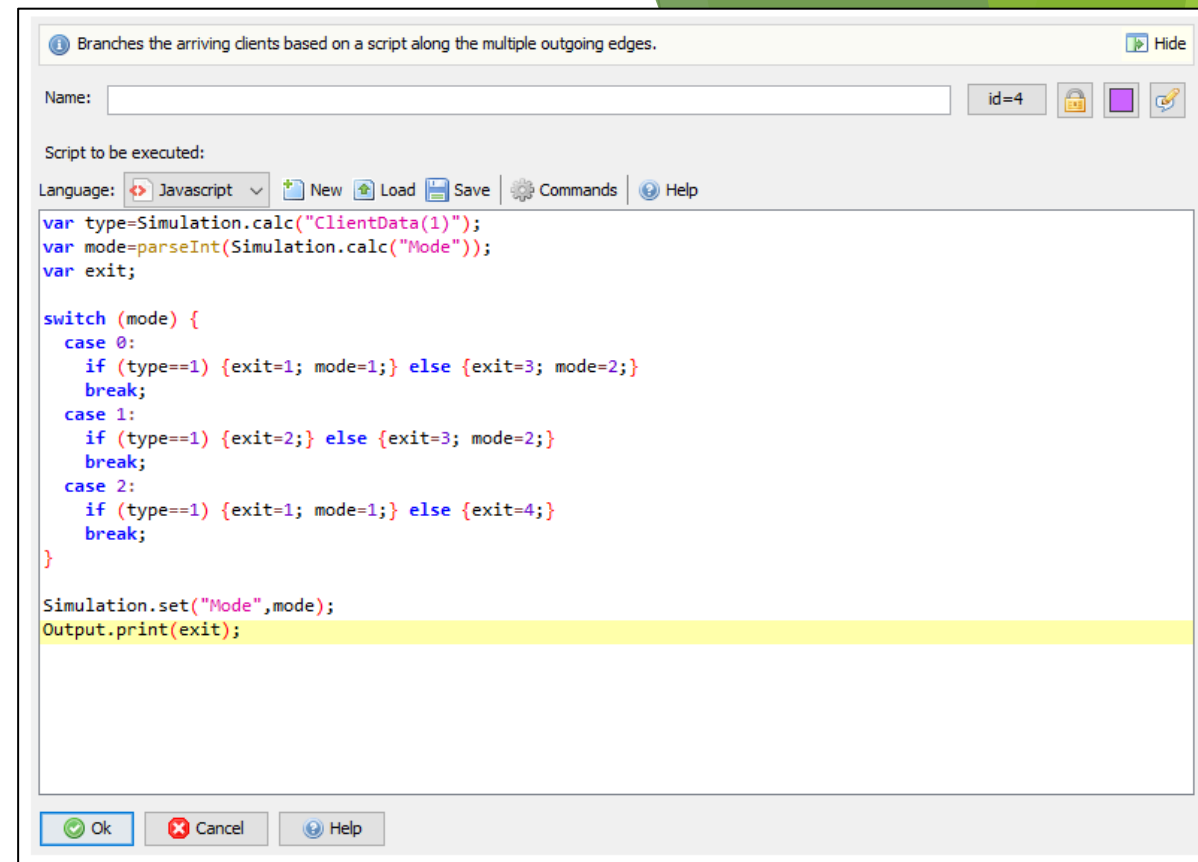 Branches the arriving clients based on a script along the multiple outgoing edges. Hide
Name: id=4
Script to be executed:
Language: Javascript New Load Save Commands Help
var type=Simulation.calc("ClientData(1)");
var mode=parseInt(Simulation.calc("Mode"));
var exit;
switch (mode) {
  case 0:
    if (type==1) {exit=1; mode=1;} else {exit=3; mode=2;}
    break;
  case 1:
    if (type==1) {exit=2;} else {exit=3; mode=2;}
    break;
  case 2:
    if (type==1) {exit=1; mode=1;} else {exit=4;}
    break;
}
Simulation.set("Mode",mode);
Output.print(exit);
Ok Cancel Help